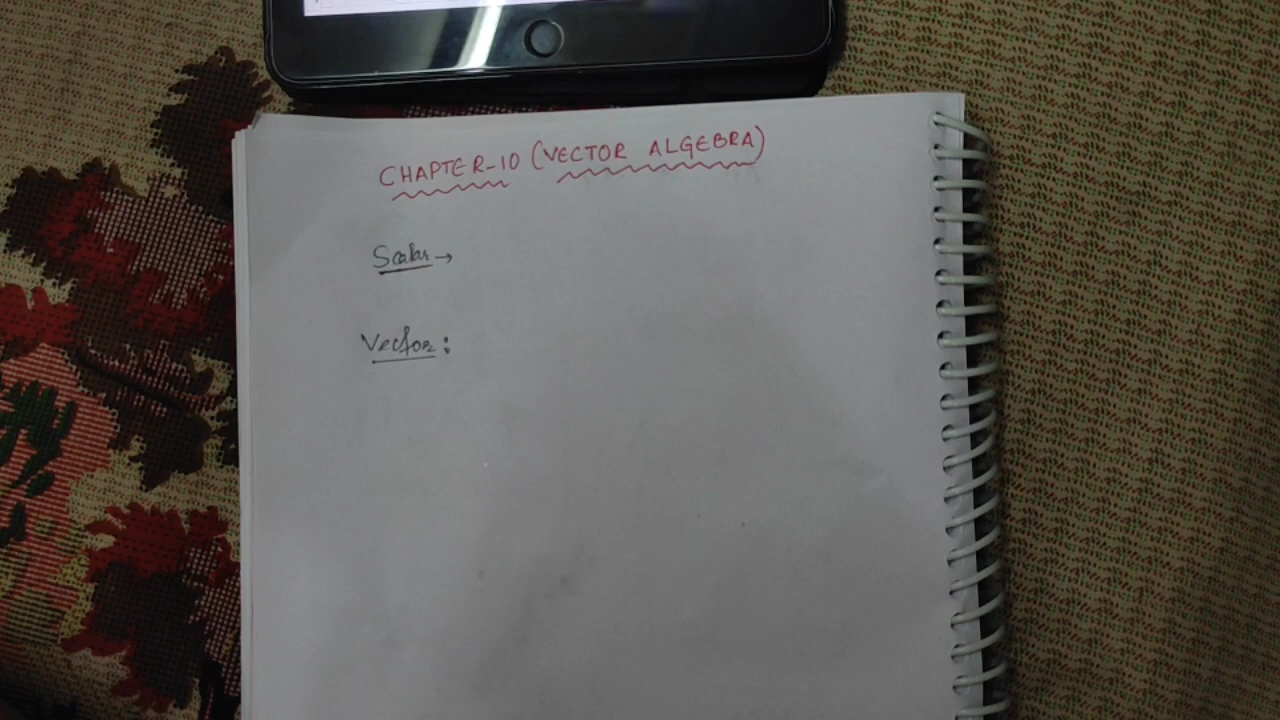 CHAPTER-10 (VECTOR ALGEBRA)
Scalar →
Vector :